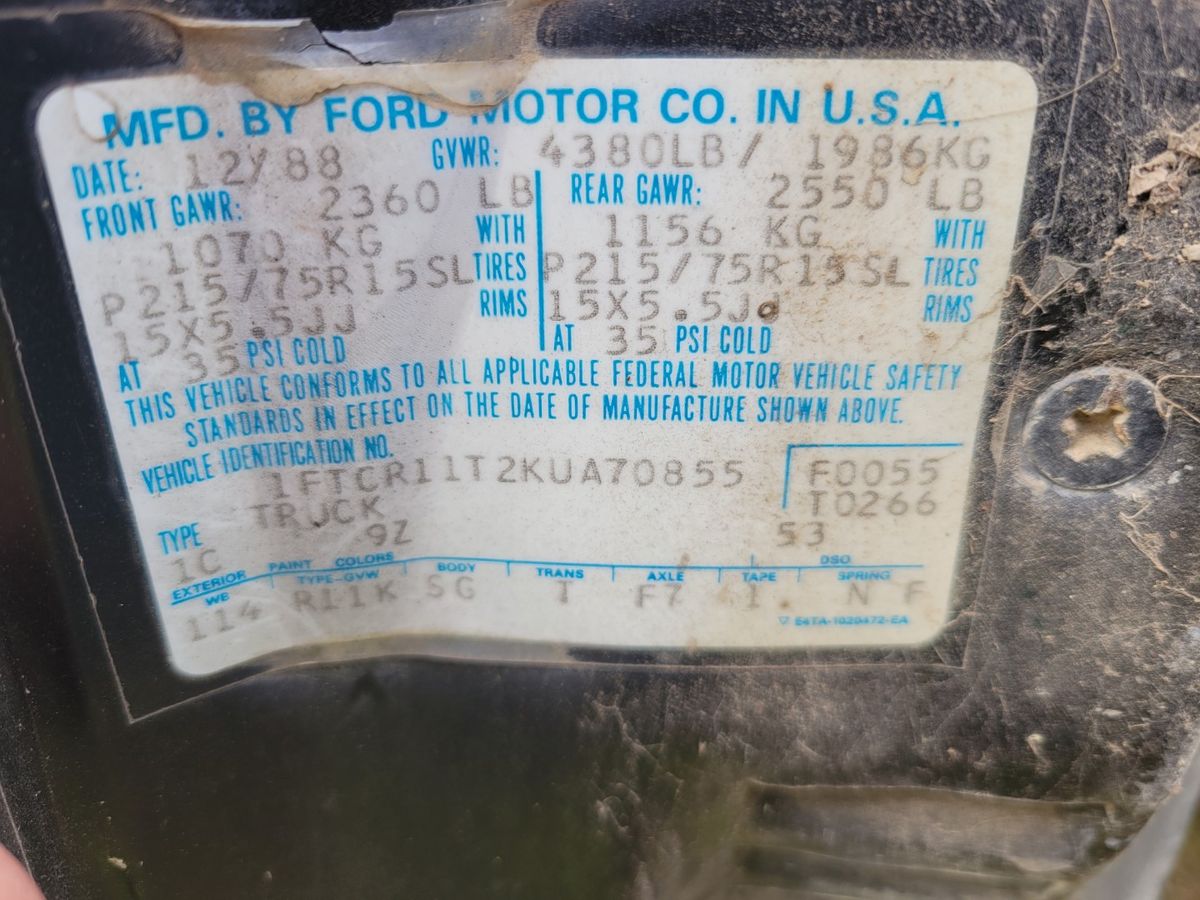 MFD. BY FORD MOTOR CO. IN U.S.A.
DATE: 12/88 GVWR: 4380LB/ 1986KG
FRONT GAWR: 2360 LB REAR GAWR: 2550 LB
1070 KG WITH 1156 KG WITH
P215/75R15SL TIRES P215/75R15SL TIRES
15X5.5JJ RIMS 15X5.5JJ RIMS
AT 35 PSI COLD AT 35 PSI COLD
THIS VEHICLE CONFORMS TO ALL APPLICABLE FEDERAL MOTOR VEHICLE SAFETY
STANDARDS IN EFFECT ON THE DATE OF MANUFACTURE SHOWN ABOVE.
VEHICLE IDENTIFICATION NO.
1FTCR11T2KUA70855 F0055
TYPE TRUCK T0266
1C 9Z 53
EXTERIOR PAINT COLORS DSO
WB TYPE-GVW BODY TRANS AXLE TAPE SPRING
114 R11K SG T F7 I N F